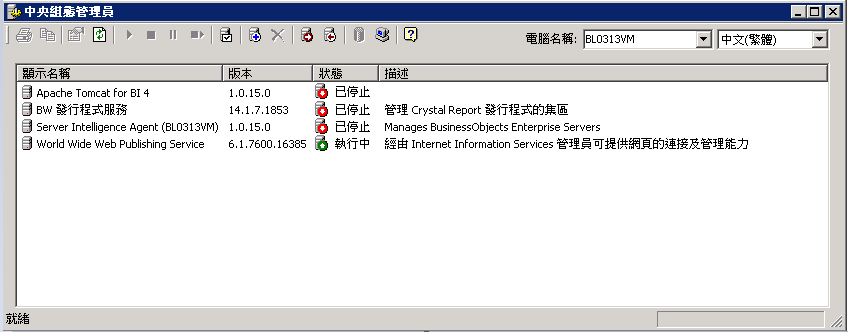 中央組態管理員
電腦名稱: BL0313VM 中文(繁體)
顯示名稱 版本 狀態 描述
Apache Tomcat for BI 4 1.0.15.0 已停止
BW 發行程式服務 14.1.7.1853 已停止 管理 Crystal Report 發行程式的集區
Server Intelligence Agent (BL0313VM) 1.0.15.0 已停止 Manages BusinessObjects Enterprise Servers
World Wide Web Publishing Service 6.1.7600.16385 執行中 經由 Internet Information Services 管理員可提供網頁的連接及管理能力
就緒